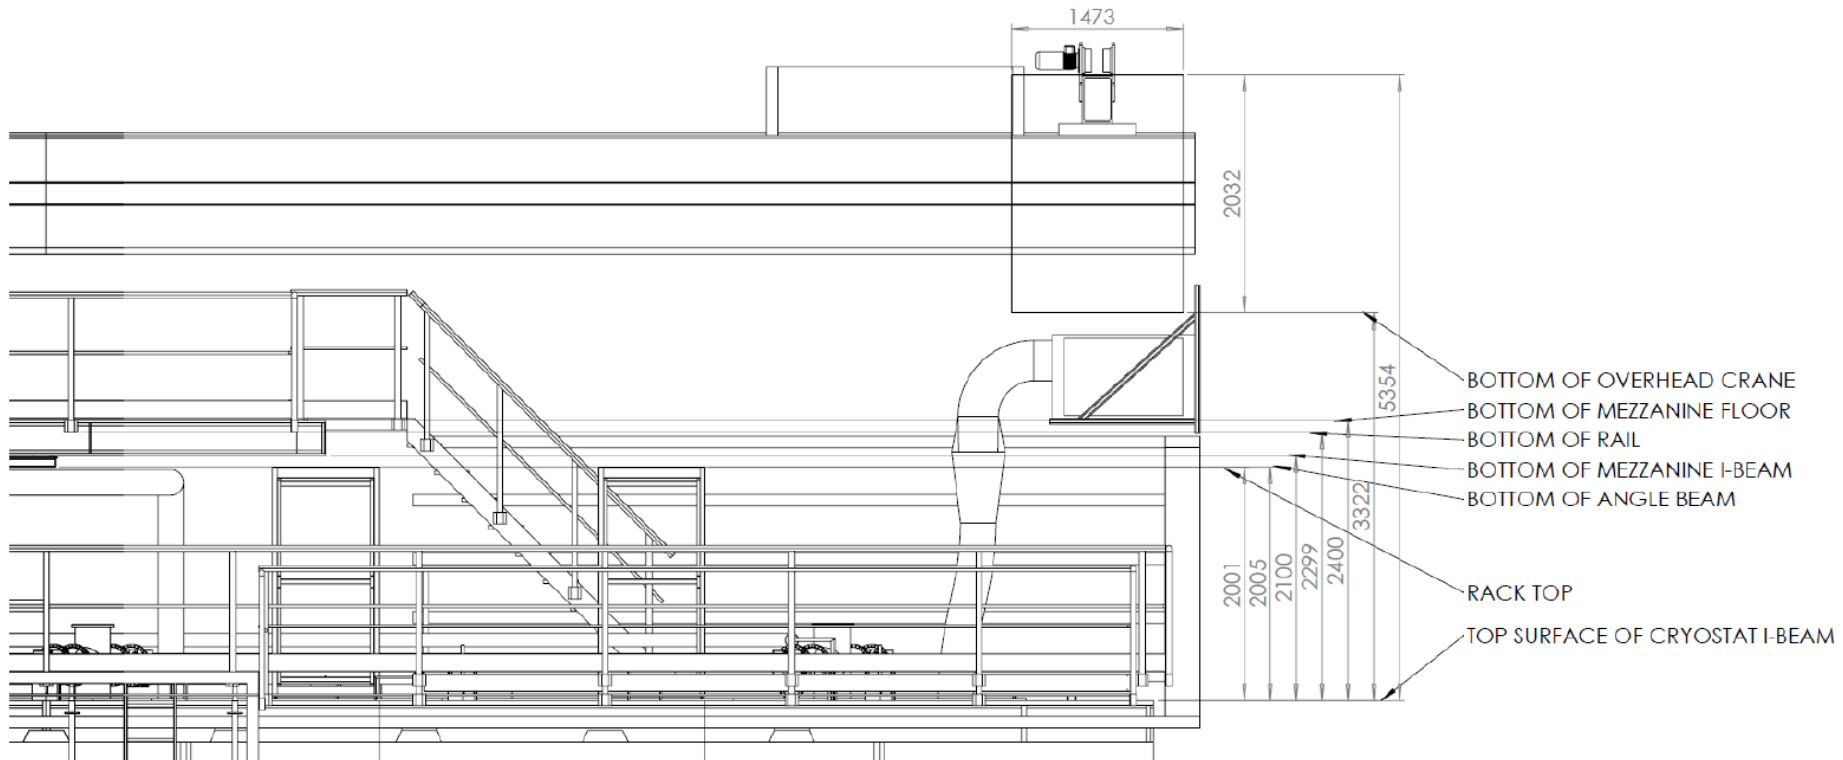 1473
2032
5354
BOTTOM OF OVERHEAD CRANE
BOTTOM OF MEZZANINE FLOOR
BOTTOM OF RAIL
BOTTOM OF MEZZANINE I-BEAM
BOTTOM OF ANGLE BEAM
3322
2400
2299
2100
2005
2001
RACK TOP
TOP SURFACE OF CRYOSTAT I-BEAM